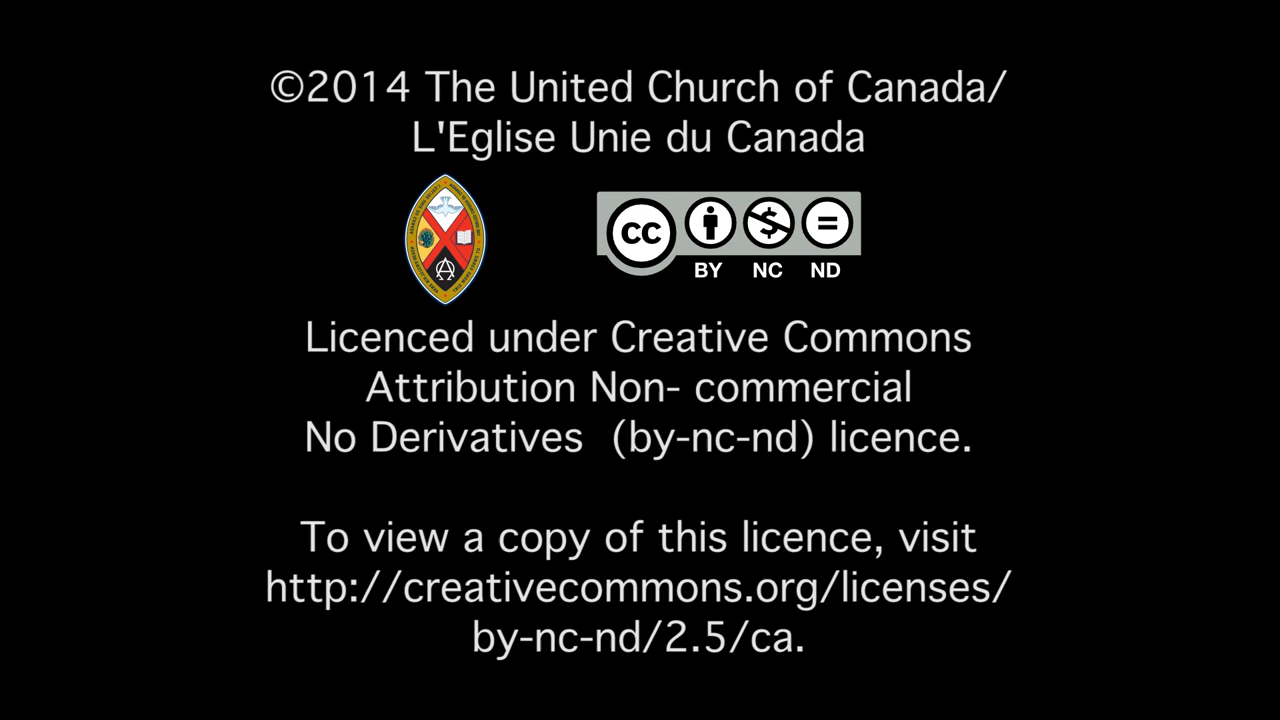 ©2014 The United Church of Canada/
L'Eglise Unie du Canada
cc
BY NC ND
Licenced under Creative Commons
Attribution Non- commercial
No Derivatives (by-nc-nd) licence.
To view a copy of this licence, visit
http://creativecommons.org/licenses/
by-nc-nd/2.5/ca.